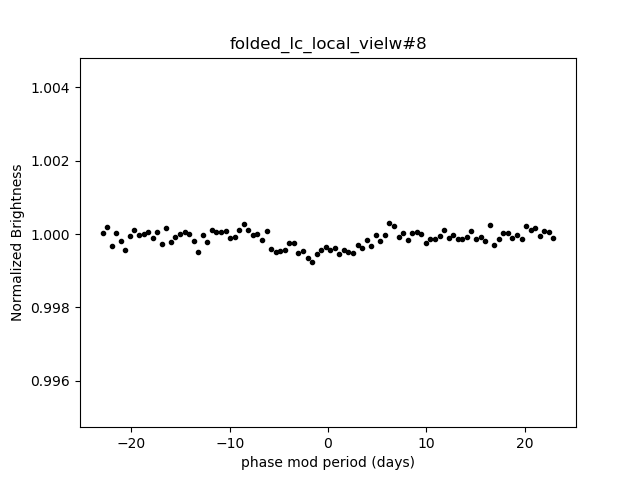 folded_lc_local_vielw#8
1.004
1.002
1.000
0.998
0.996
Normalized Brightness
−20 −10 0 10 20
phase mod period (days)